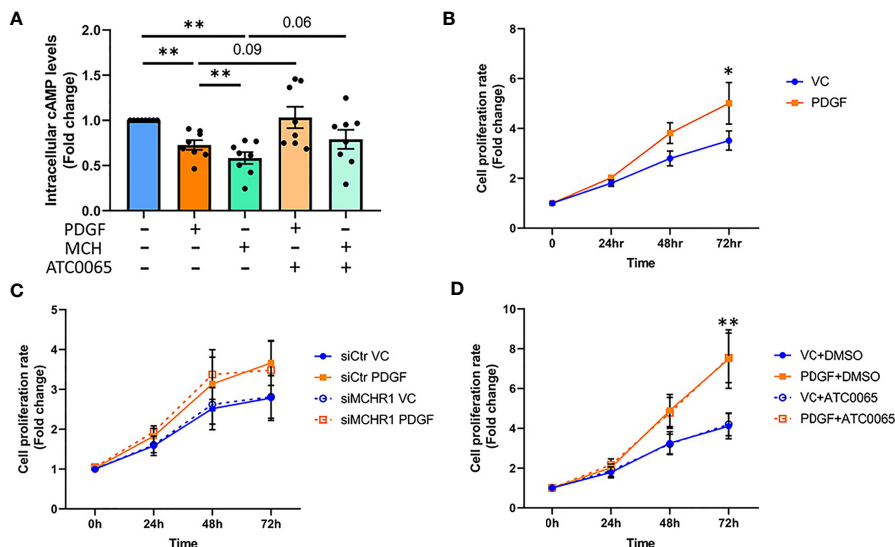 A
Intracellular cAMP levels
(Fold change)
2.0
1.5
1.0
0.5
0.0
** 0.06
** 0.09
**
PDGF - + - + -
MCH - - + - +
ATC0065 - - - + +
B
Cell proliferation rate
(Fold change)
8
6
4
2
0
*
VC
PDGF
0 24hr 48hr 72hr
Time
C
Cell proliferation rate
(Fold change)
5
4
3
2
1
0
siCtr VC
siCtr PDGF
siMCHR1 VC
siMCHR1 PDGF
0h 24h 48h 72h
Time
D
Cell proliferation rate
(Fold change)
10
8
6
4
2
0
**
VC+DMSO
PDGF+DMSO
VC+ATC0065
PDGF+ATC0065
0h 24h 48h 72h
Time